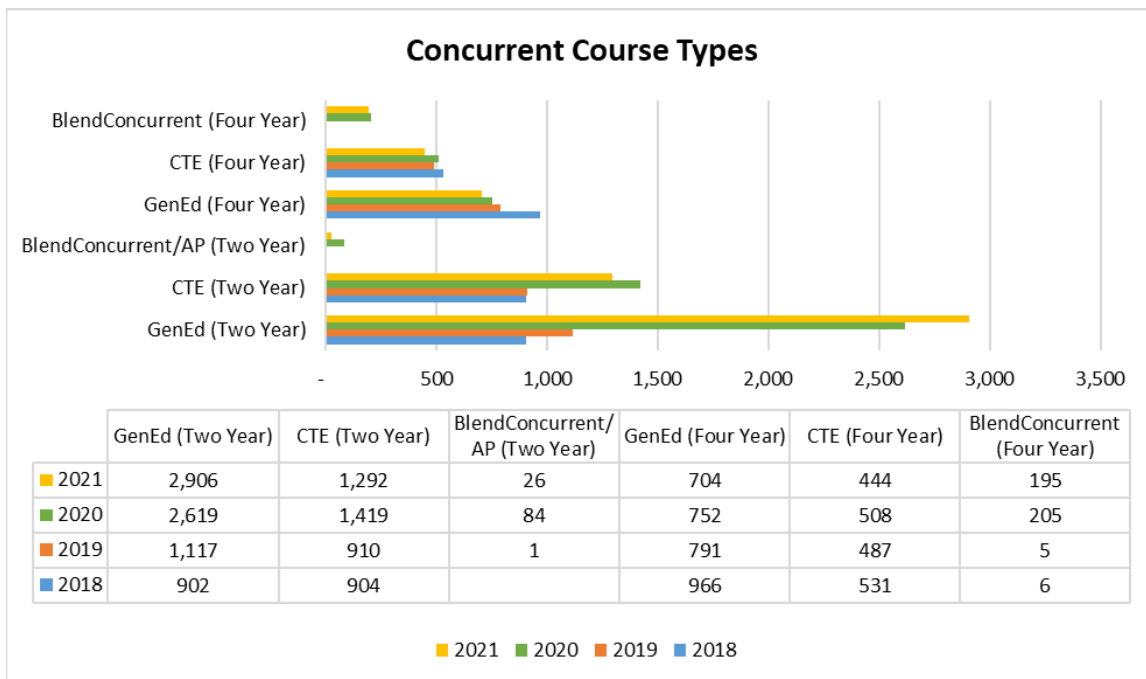 Concurrent Course Types
BlendConcurrent (Four Year)
CTE (Four Year)
GenEd (Four Year)
BlendConcurrent/AP (Two Year)
CTE (Two Year)
GenEd (Two Year)
- 500 1,000 1,500 2,000 2,500 3,000 3,500
GenEd (Two Year) CTE (Two Year) BlendConcurrent/ GenEd (Four Year) CTE (Four Year) BlendConcurrent
AP (Two Year) (Four Year)
2021 2,906 1,292 26 704 444 195
2020 2,619 1,419 84 752 508 205
2019 1,117 910 1 791 487 5
2018 902 904 966 531 6
2021 2020 2019 2018